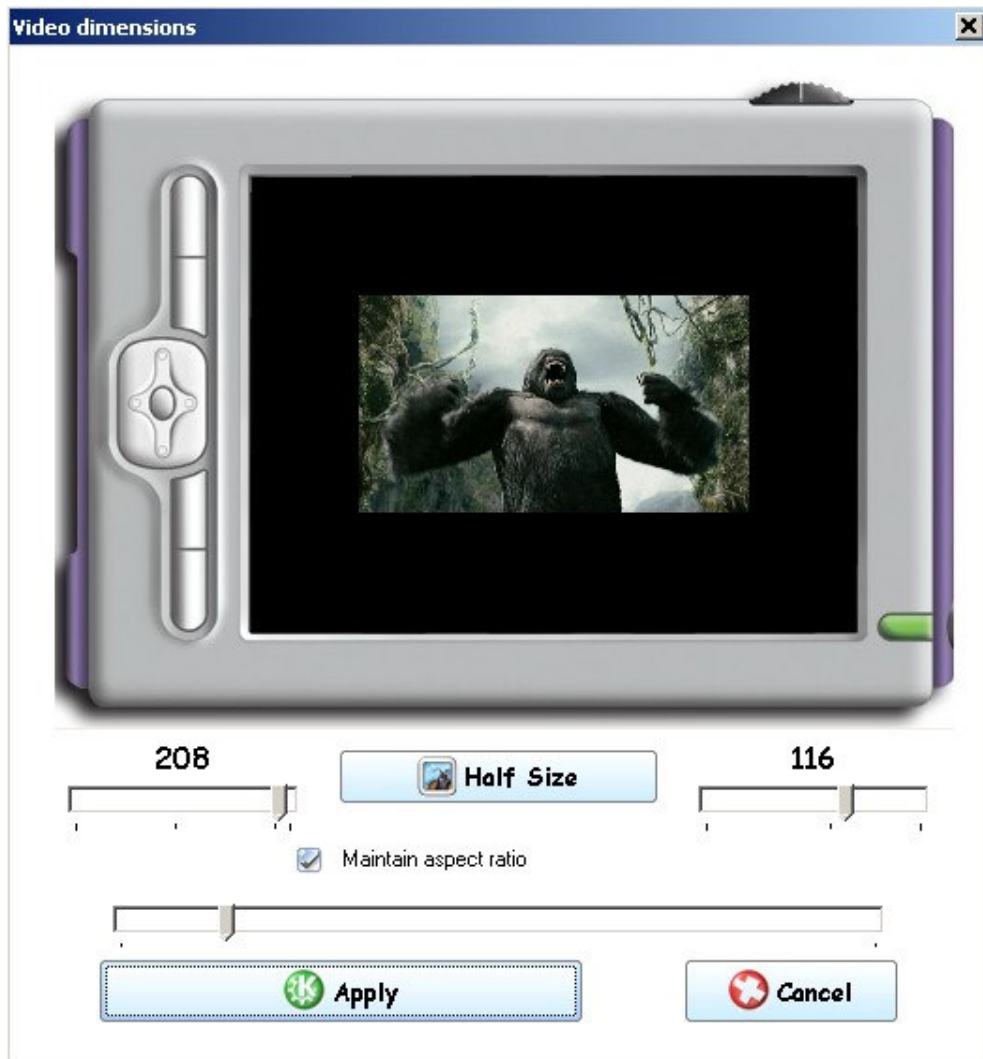 Video dimensions
208
Half Size
116
Maintain aspect ratio
Apply
Cancel